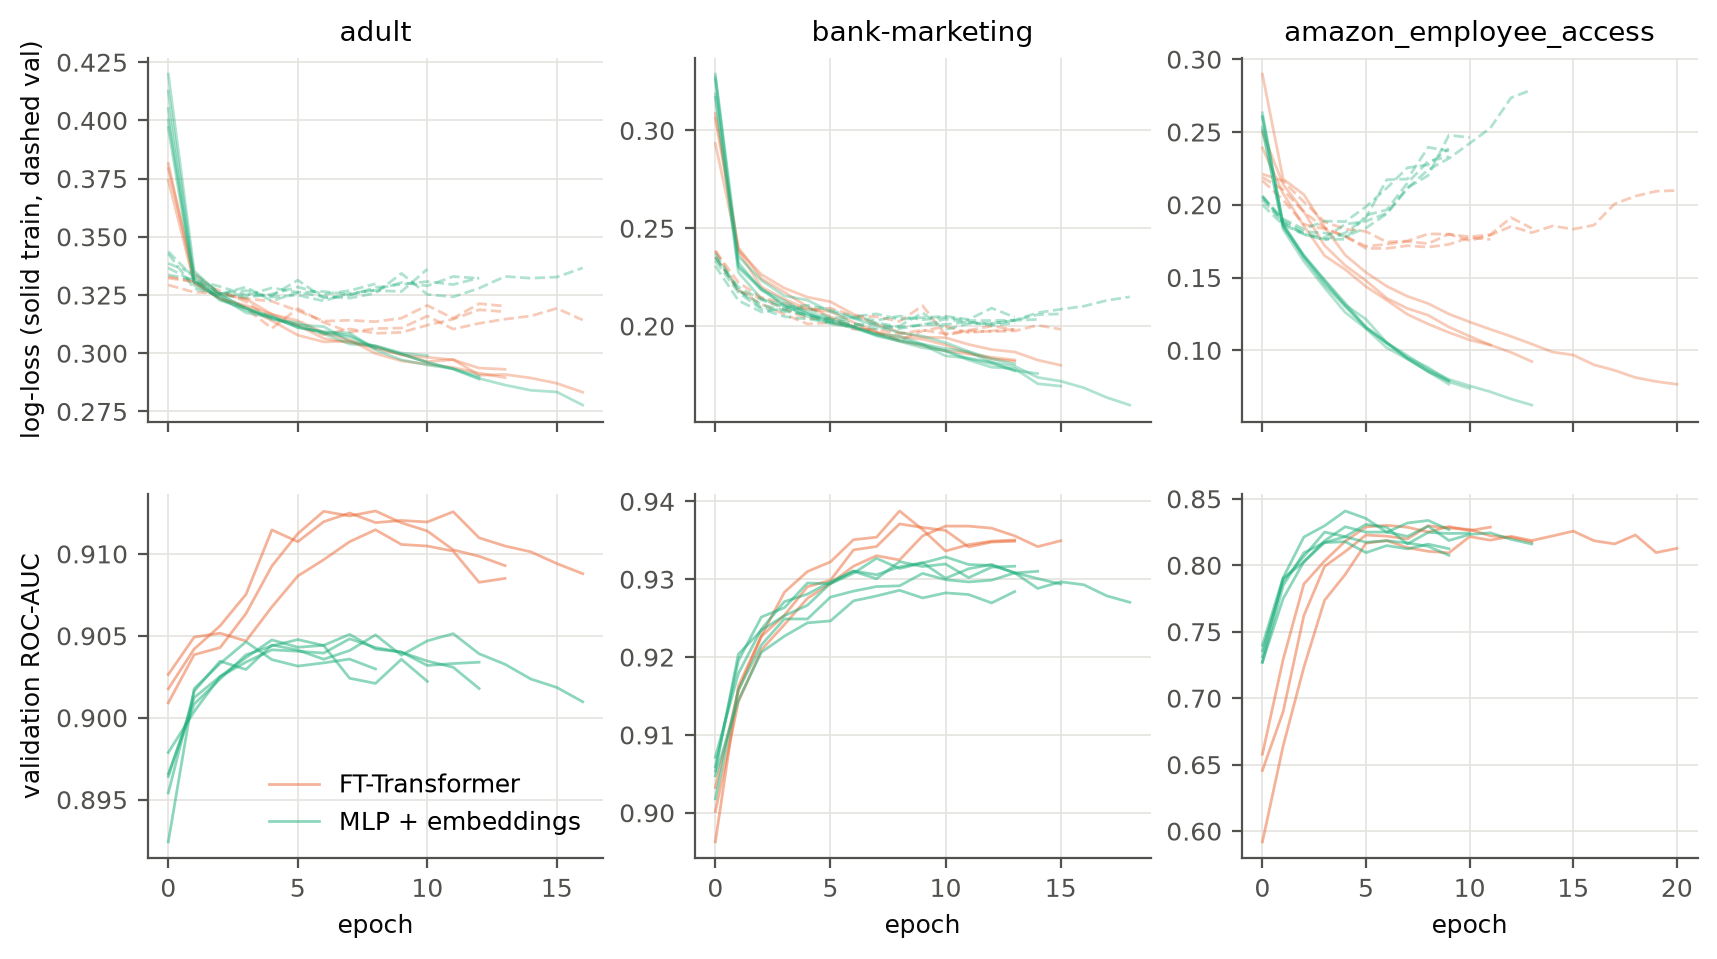 adult
bank-marketing
amazon_employee_access
log-loss (solid train, dashed val)
0.425
0.400
0.375
0.350
0.325
0.300
0.275
0.30
0.25
0.20
0.30
0.25
0.20
0.15
0.10
validation ROC-AUC
0.910
0.905
0.900
0.895
FT-Transformer
MLP + embeddings
0 5 10 15
epoch
0.94
0.93
0.92
0.91
0.90
0 5 10 15
epoch
0.85
0.80
0.75
0.70
0.65
0.60
0 5 10 15 20
epoch